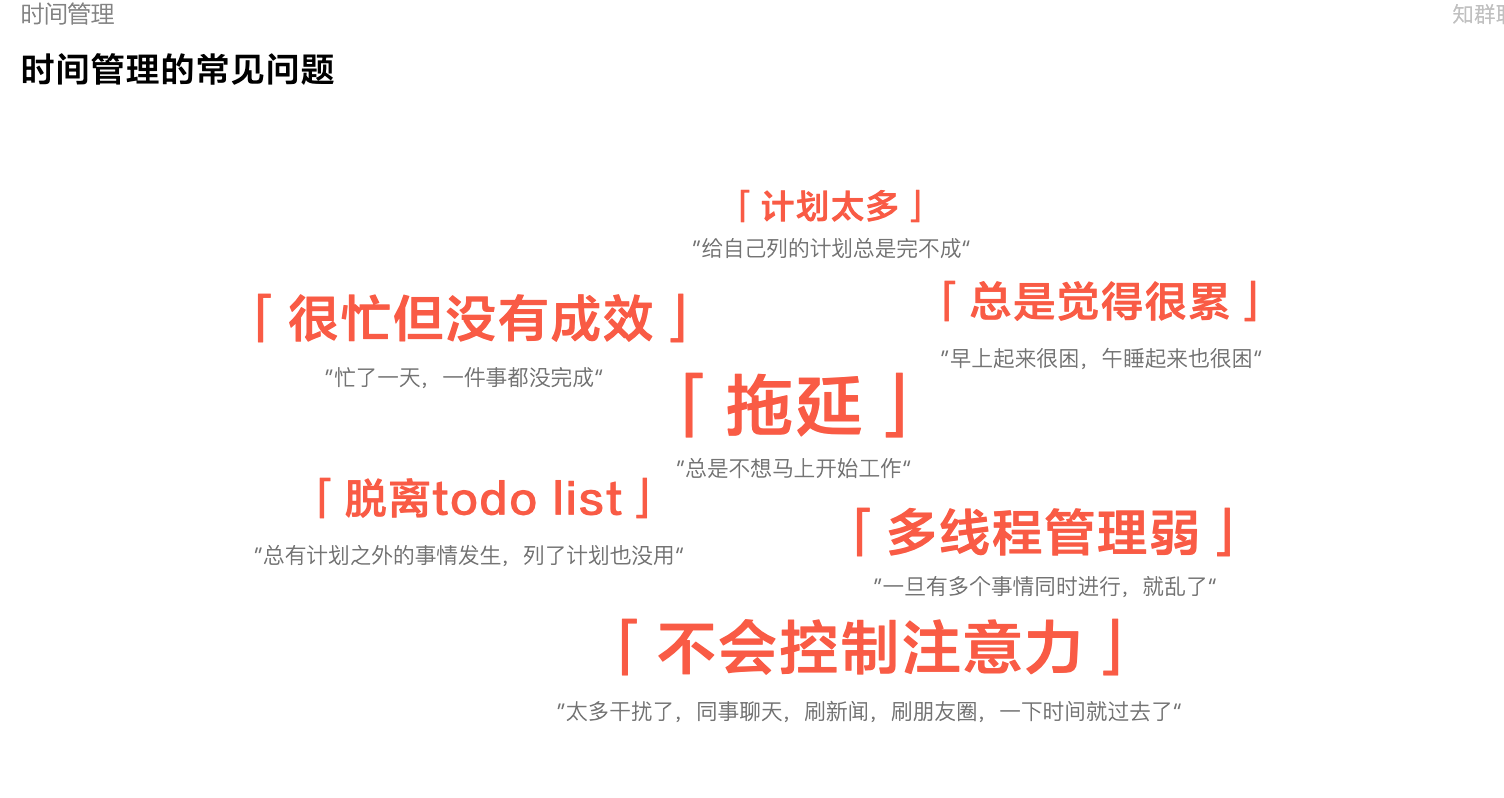 时间管理
知群
时间管理的常见问题
「 计划太多 」
“给自己列的计划总是完不成“
「 很忙但没有成效 」
“忙了一天，一件事都没完成“
「 总是觉得很累 」
“早上起来很困，午睡起来也很困“
「 拖延 」
“总是不想马上开始工作“
「 脱离todo list 」
“总有计划之外的事情发生，列了计划也没用“
「 多线程管理弱 」
“一旦有多个事情同时进行，就乱了“
「 不会控制注意力 」
“太多干扰了，同事聊天，刷新闻，刷朋友圈，一下时间就过去了“